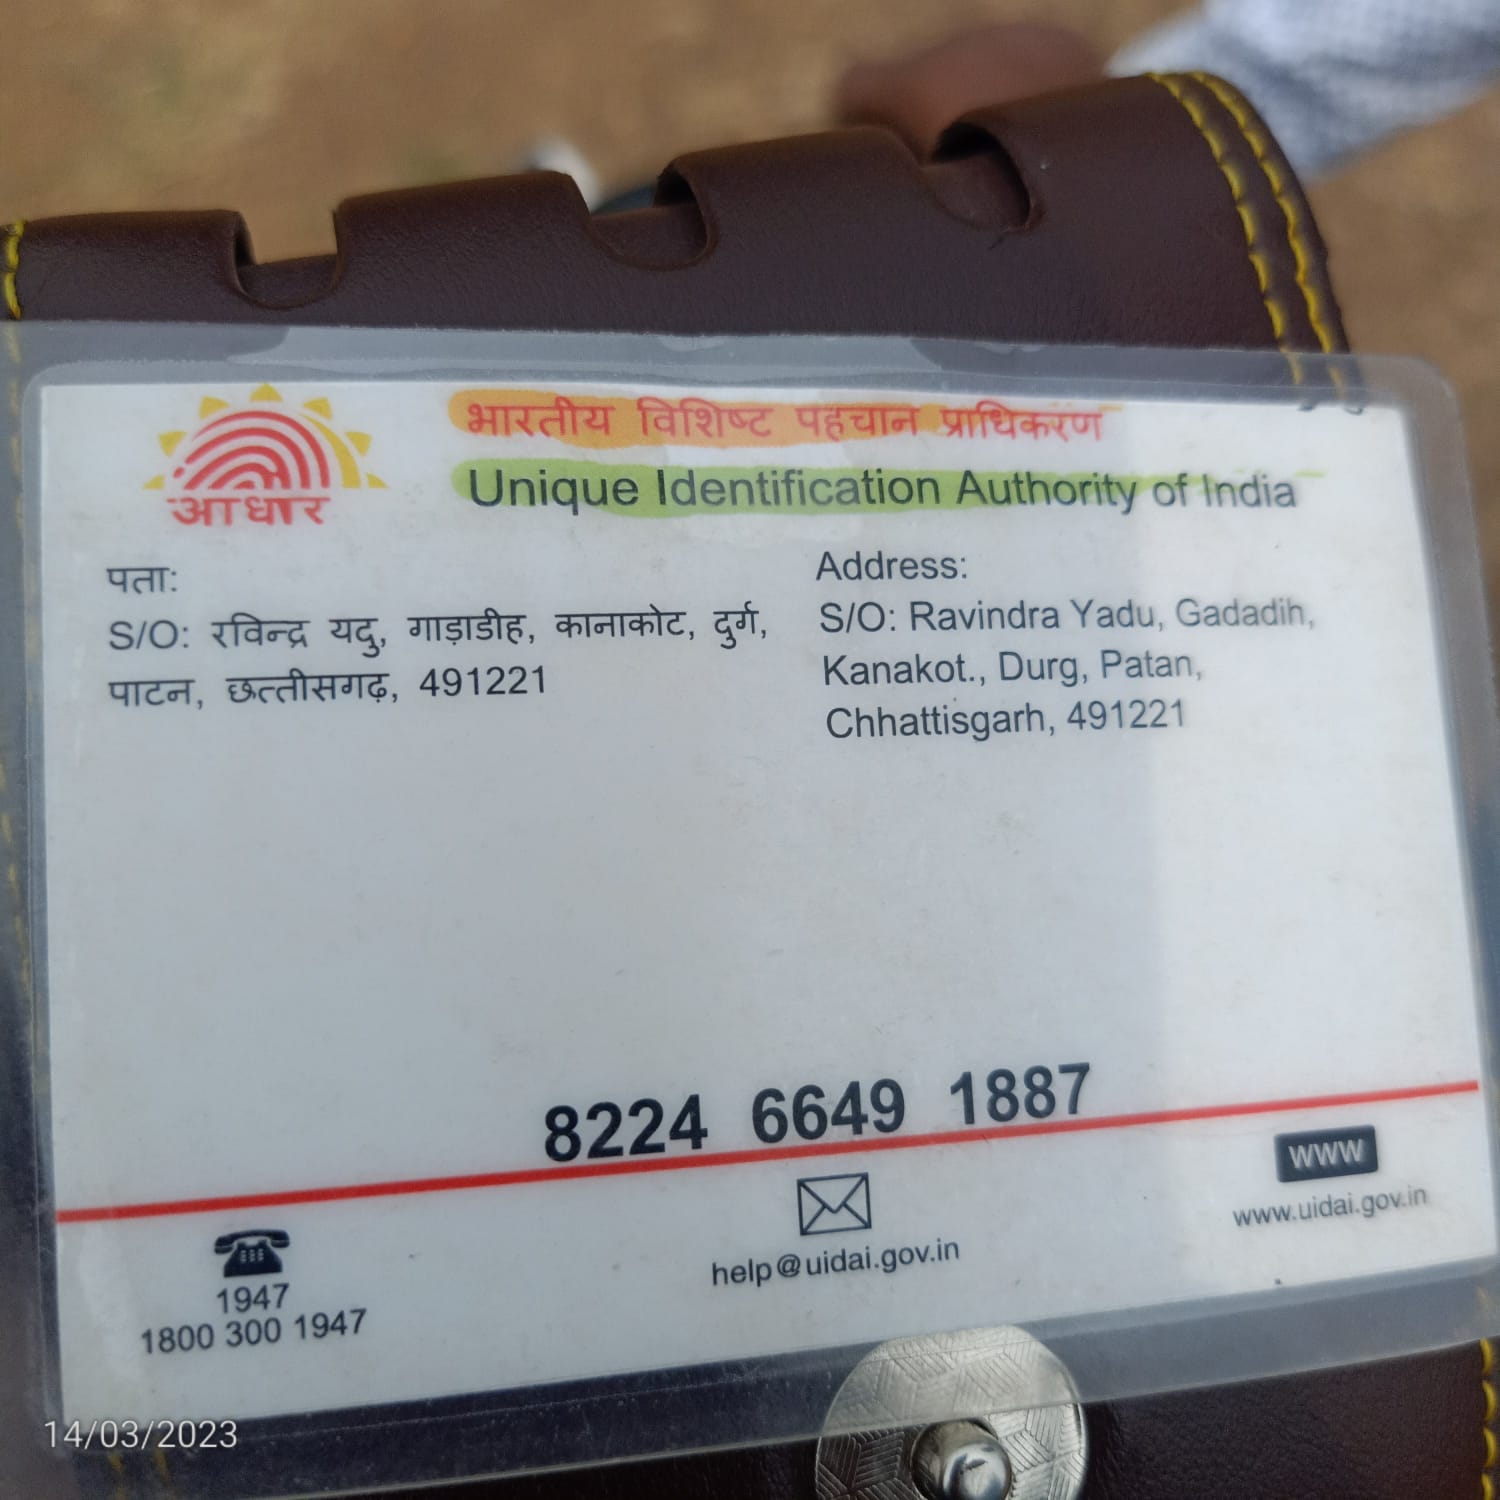 भारतीय विशिष्ट पहचान प्राधिकरण
Unique Identification Authority of India
आधार
पता:
S/O: रविन्द्र यदु, गाड़ाडीह, कानाकोट, दुर्ग,
पाटन, छत्तीसगढ़, 491221
Address:
S/O: Ravindra Yadu, Gadadih,
Kanakot., Durg, Patan,
Chhattisgarh, 491221
8224 6649 1887
1947
1800 300 1947
help@uidai.gov.in
WWW
www.uidai.gov.in
14/03/2023